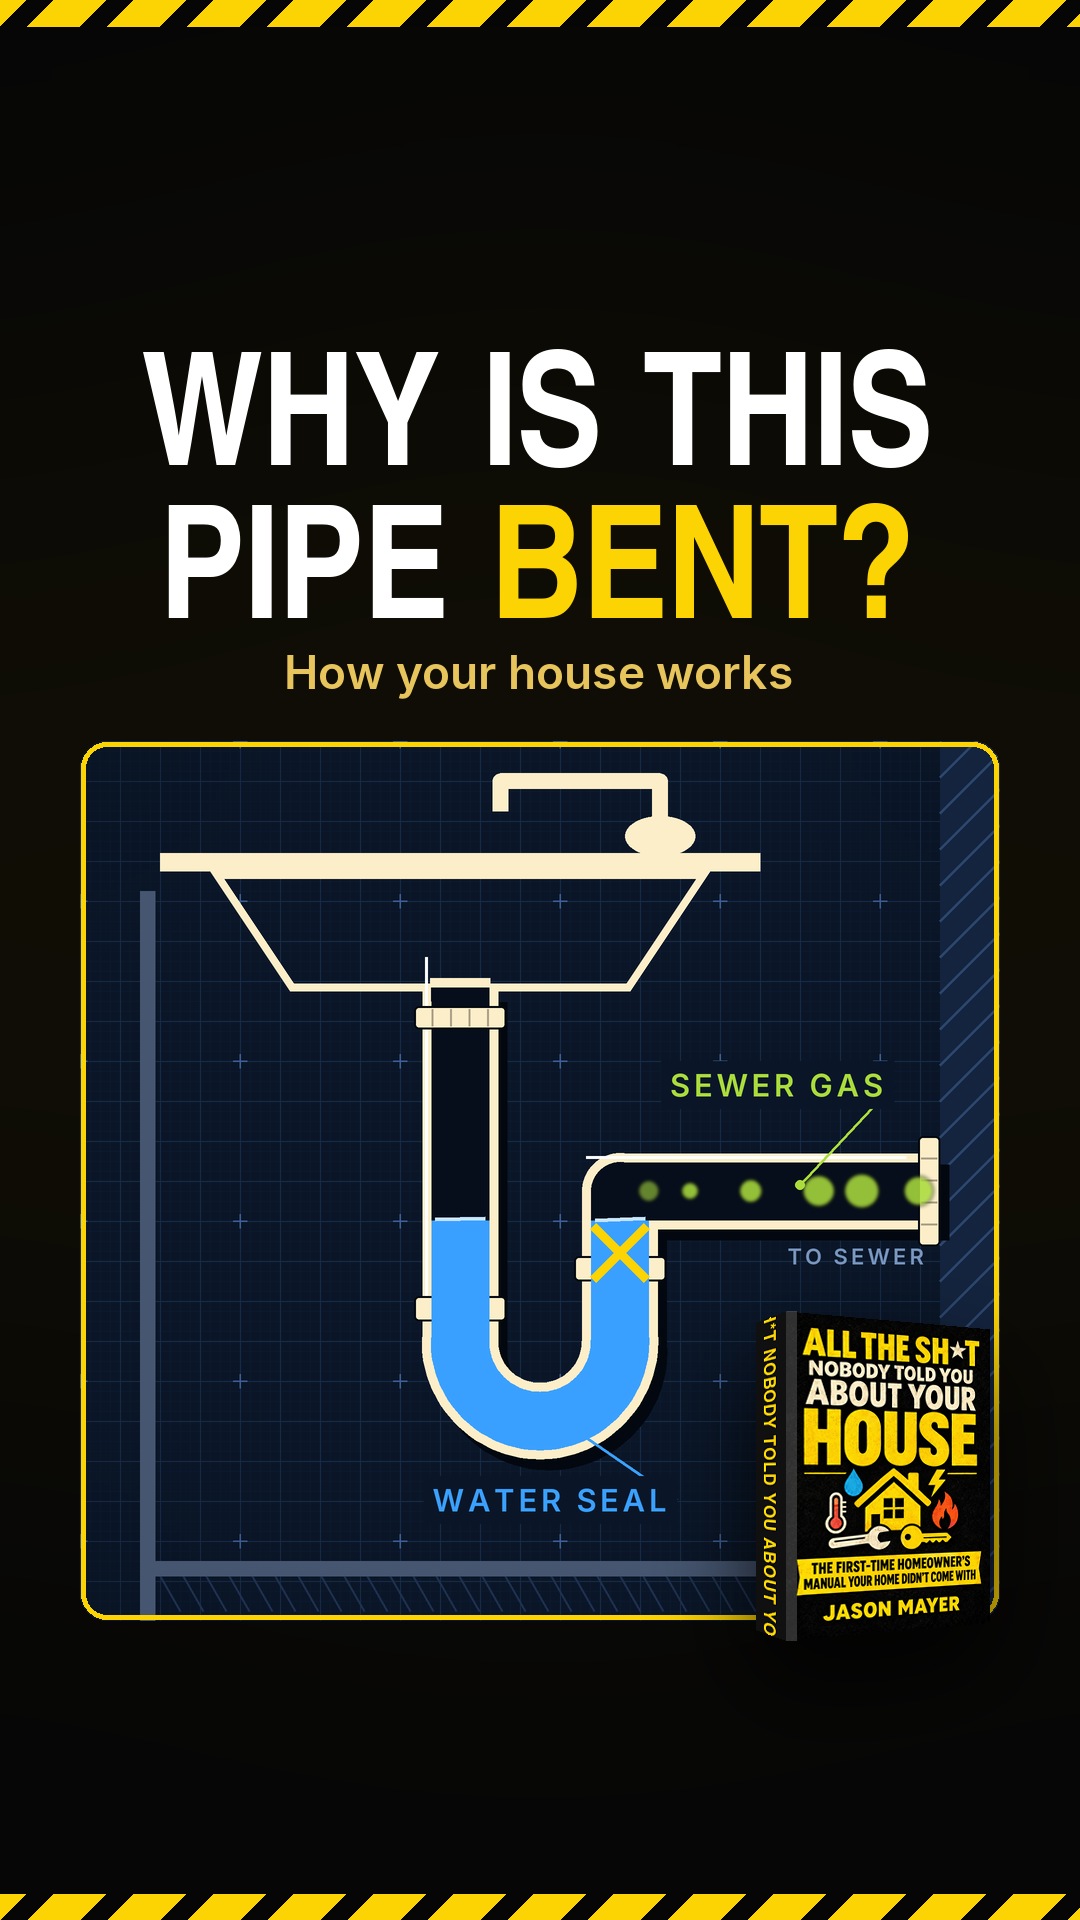 WHY IS THIS
PIPE BENT?
How your house works
SEWER GAS
TO SEWER
WATER SEAL
*T NOBODY TOLD YOU ABOUT YO
ALL THE SH★T
NOBODY TOLD YOU
ABOUT YOUR
HOUSE
THE FIRST-TIME HOMEOWNER'S
MANUAL YOUR HOME DIDN'T COME WITH
JASON MAYER